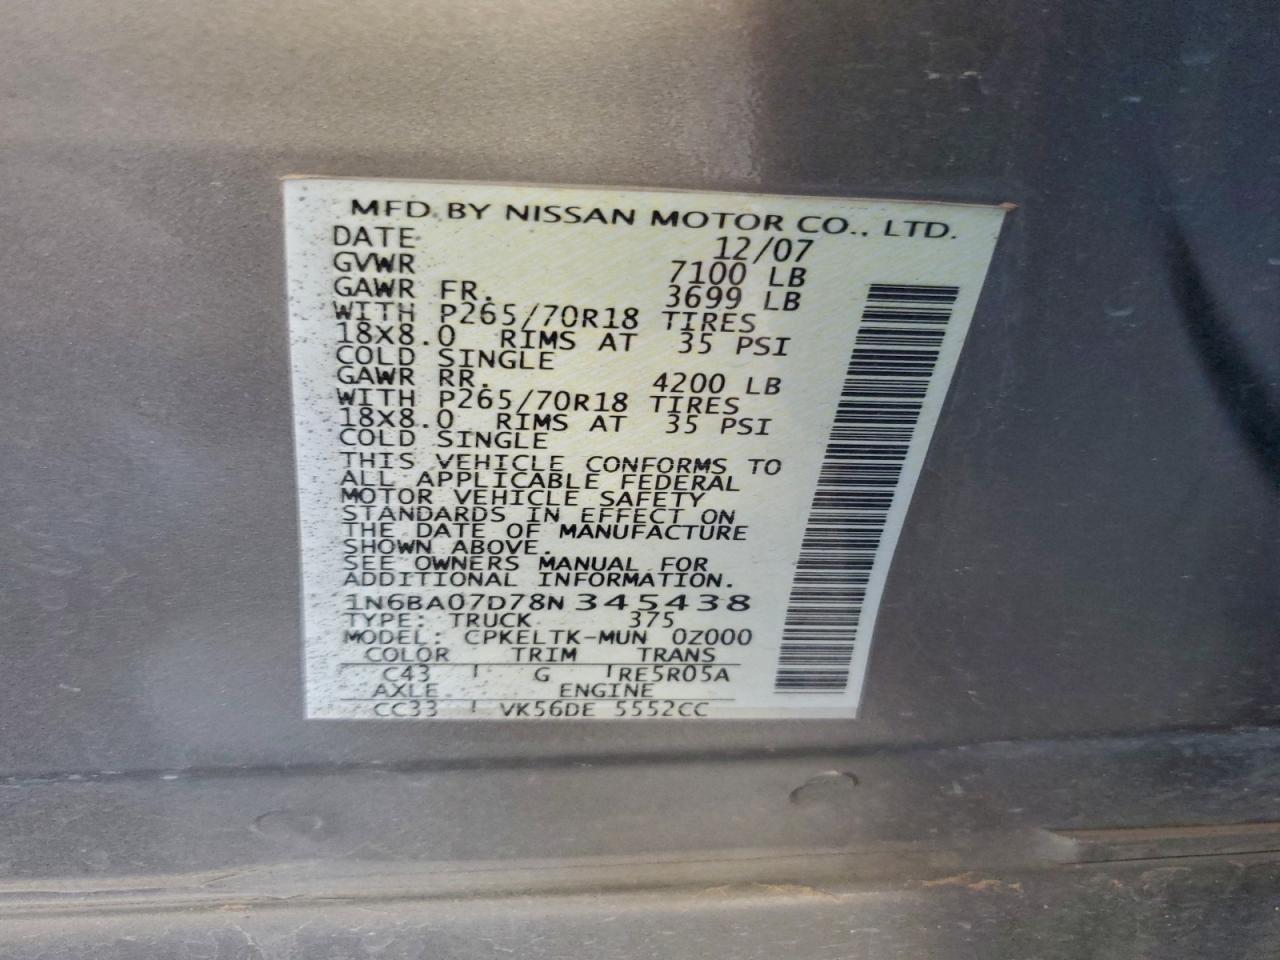 MFD.BY NISSAN MOTOR CO., LTD.
DATE 12/07
GVWR 7100 LB
GAWR FR. 3699 LB
WITH P265/70R18 TIRES
18X8.0 RIMS AT 35 PSI
COLD SINGLE
GAWR RR. 4200 LB
WITH P265/70R18 TIRES
18X8.0 RIMS AT 35 PSI
COLD SINGLE
THIS VEHICLE CONFORMS TO
ALL APPLICABLE FEDERAL
MOTOR VEHICLE SAFETY
STANDARDS IN EFFECT ON
THE DATE OF MANUFACTURE
SHOWN ABOVE.
SEE OWNERS MANUAL FOR
ADDITIONAL INFORMATION.
1N6BA07D78N345438
TYPE: TRUCK 375
MODEL: CPKELTK-MUN 0Z000
COLOR TRIM TRANS
C43 G RE5R05A
AXLE ENGINE
CC33 VK56DE 5552CC